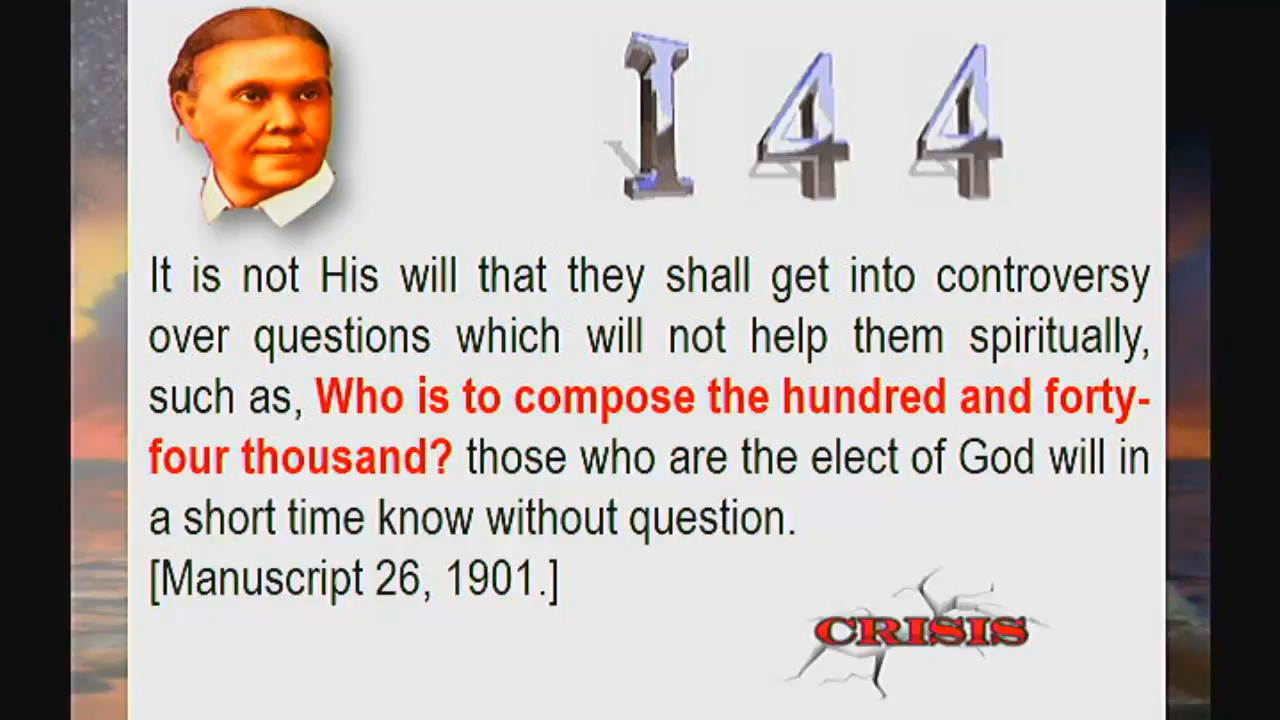 144
It is not His will that they shall get into controversy
over questions which will not help them spiritually,
such as, Who is to compose the hundred and forty-
four thousand? those who are the elect of God will in
a short time know without question.
[Manuscript 26, 1901.]
CRISIS